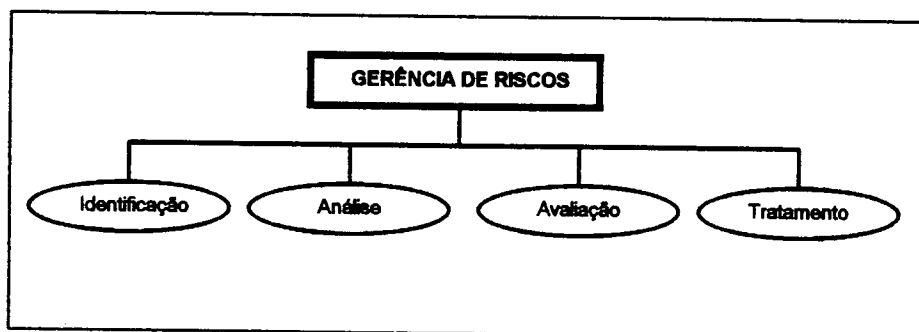 GERÊNCIA DE RISCOS
Identificação
Análise
Avaliação
Tratamento